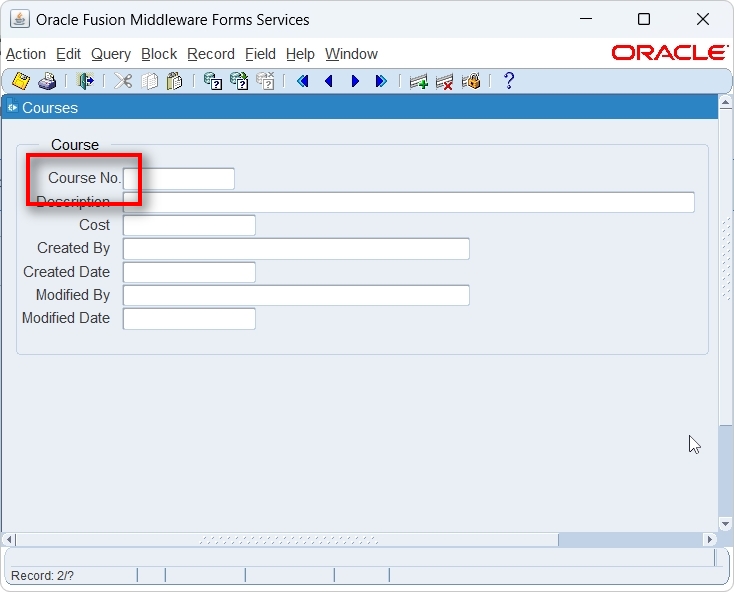 Oracle Fusion Middleware Forms Services
Action Edit Query Block Record Field Help Window
ORACLE
?
Courses
Course
Course No.
Description
Cost
Created By
Created Date
Modified By
Modified Date
Record: 2/?